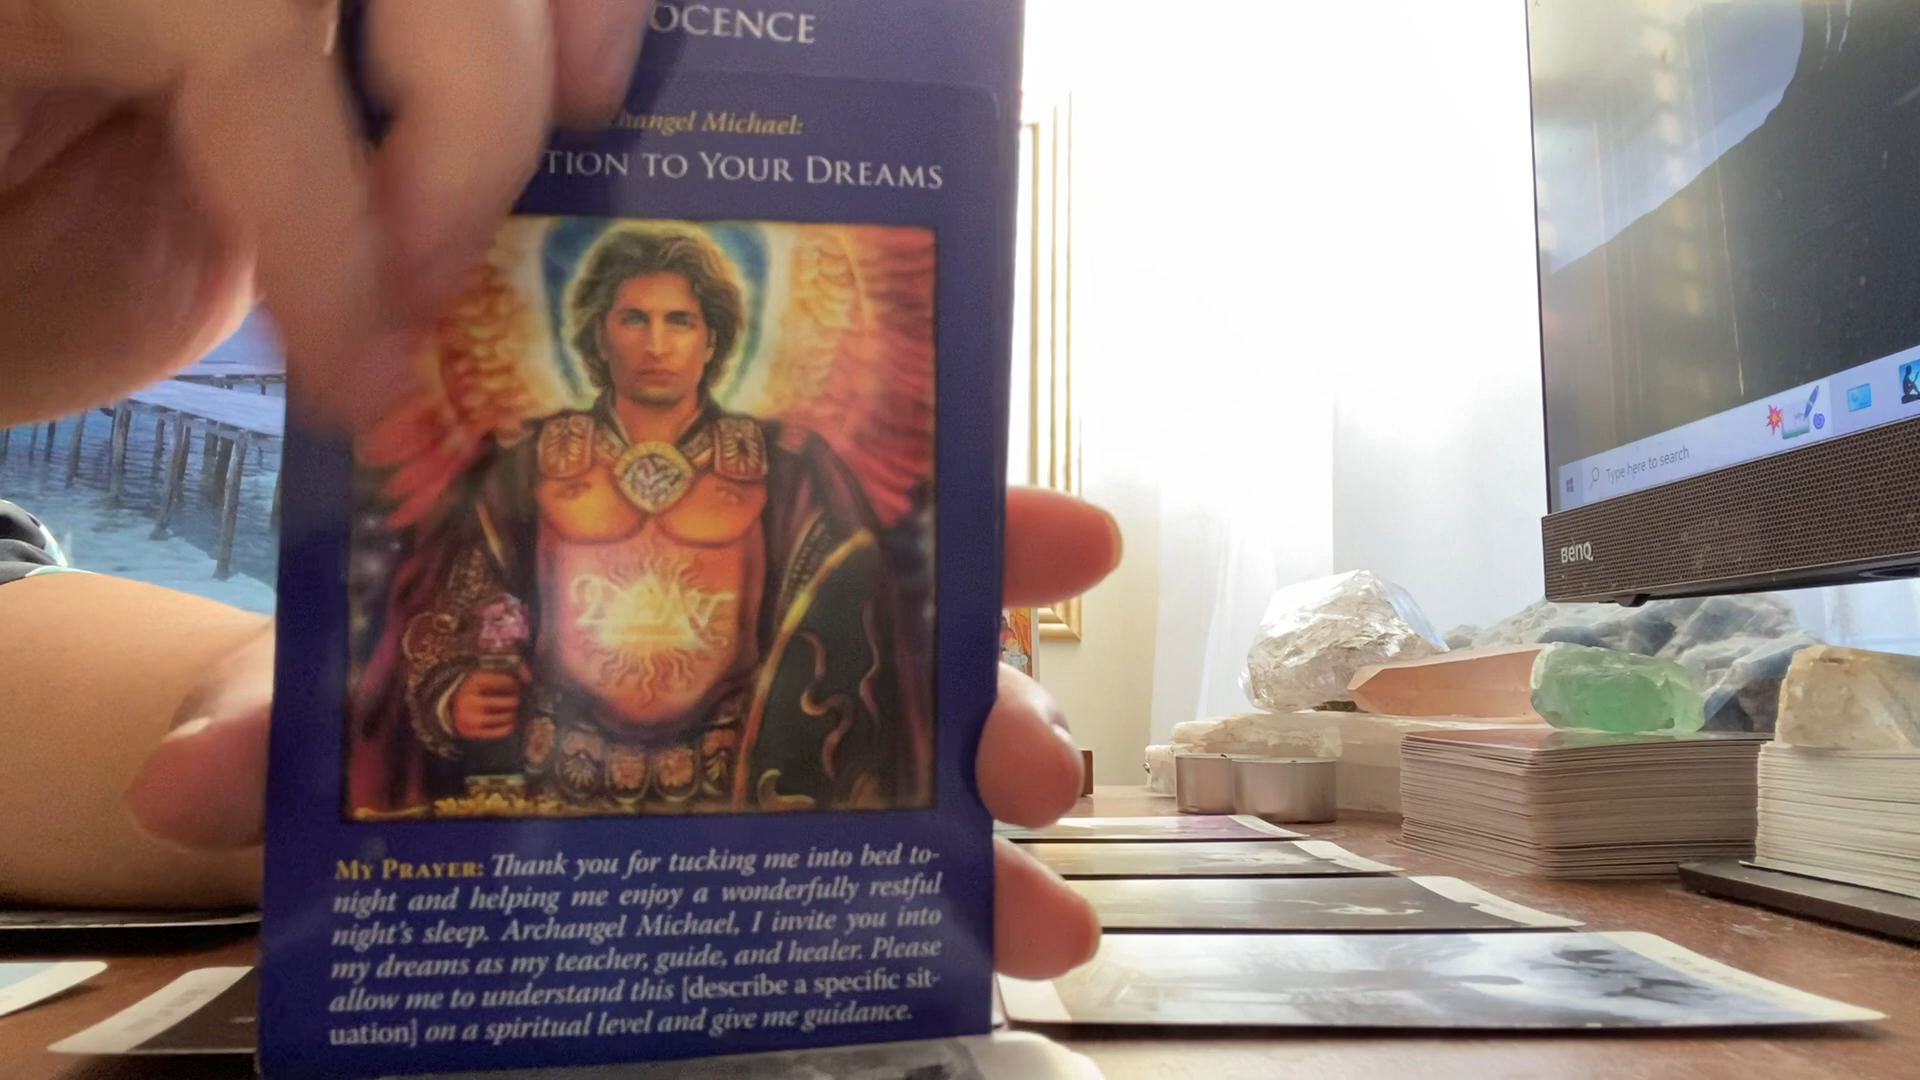 OCENCE
hangel Michael:
TION TO YOUR DREAMS
MY PRAYER: Thank you for tucking me into bed to-
night and helping me enjoy a wonderfully restful
night's sleep. Archangel Michael, I invite you into
my dreams as my teacher, guide, and healer. Please
allow me to understand this [describe a specific sit-
uation] on a spiritual level and give me guidance.
Type here to search
BenQ